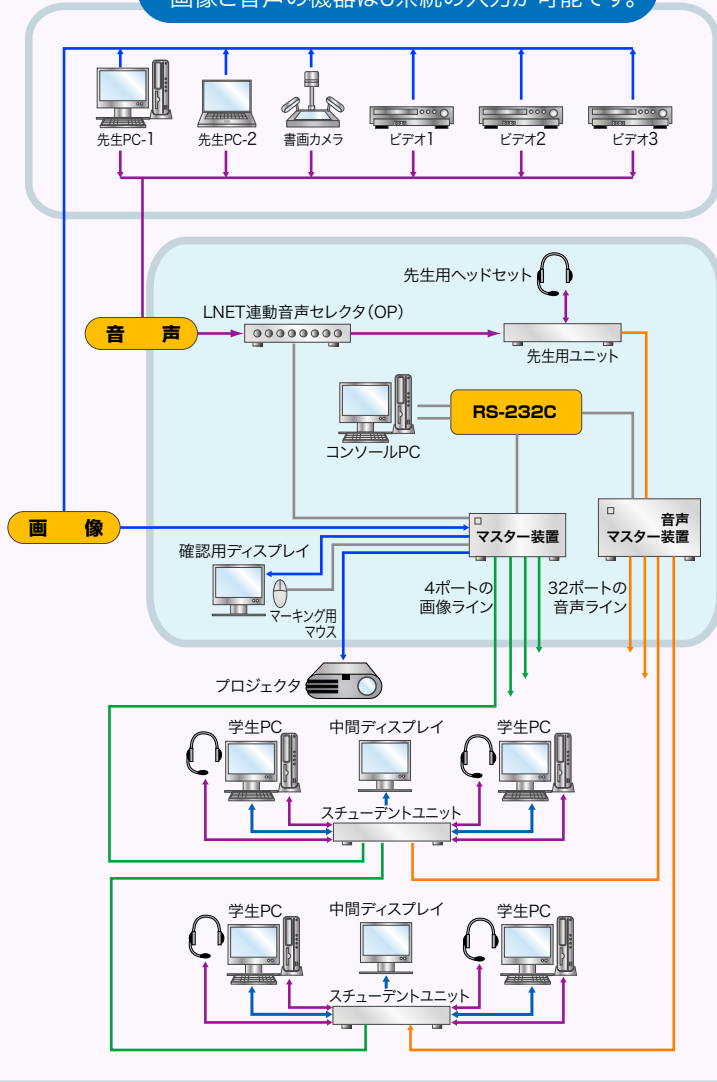 画像と音声の機器は6系統の入力が可能です。
先生PC-1
先生PC-2
書画カメラ
ビデオ1
ビデオ2
ビデオ3
先生用ヘッドセット
LNET連動音声セレクタ(OP)
音 声
先生用ユニット
RS-232C
コンソールPC
画 像
マスター装置
音声
マスター装置
確認用ディスプレイ
マーキング用
マウス
4ポートの
画像ライン
32ポートの
音声ライン
プロジェクタ
学生PC
中間ディスプレイ
学生PC
スチューデントユニット
学生PC
中間ディスプレイ
学生PC
スチューデントユニット